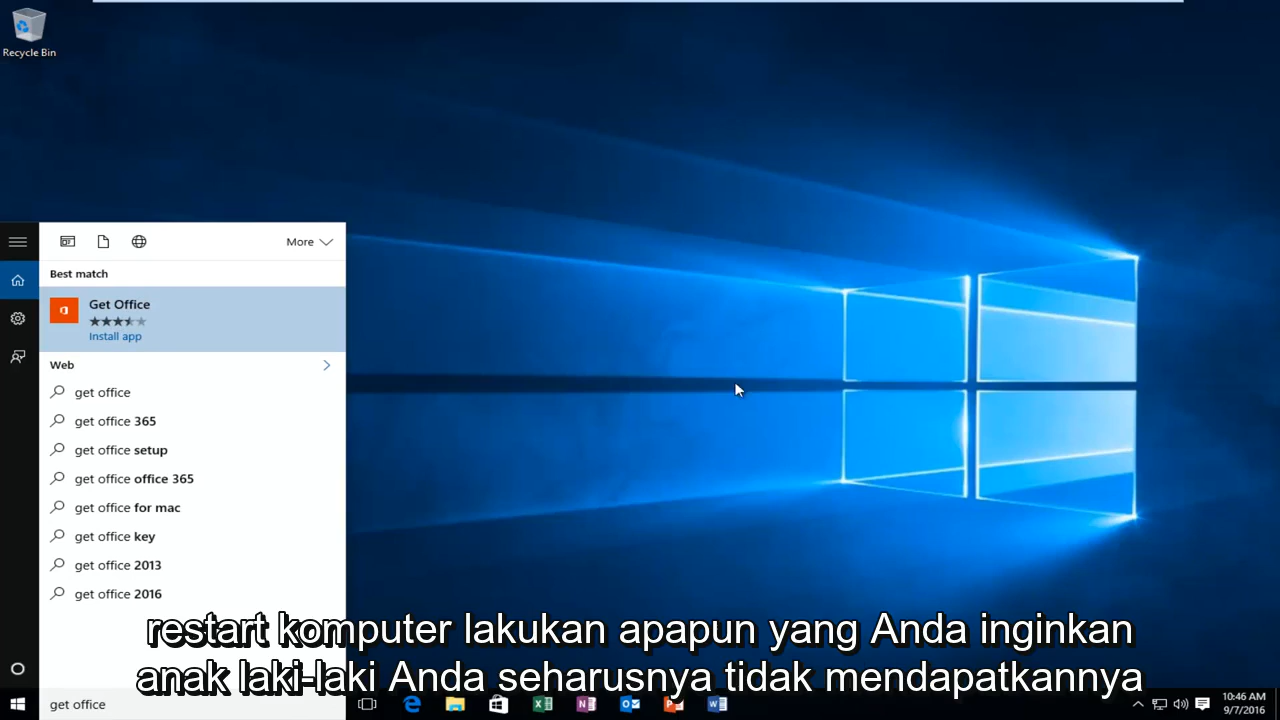 Recycle Bin
More
Best match
Get Office
Install app
Web
get office
get office 365
get office setup
get office office 365
get office for mac
get office key
get office 2013
get office 2016
restart komputer lakukan apapun yang Anda inginkan
anak laki-laki Anda seharusnya tidak mendapatkannya
get office
10:46 AM
9/7/2016